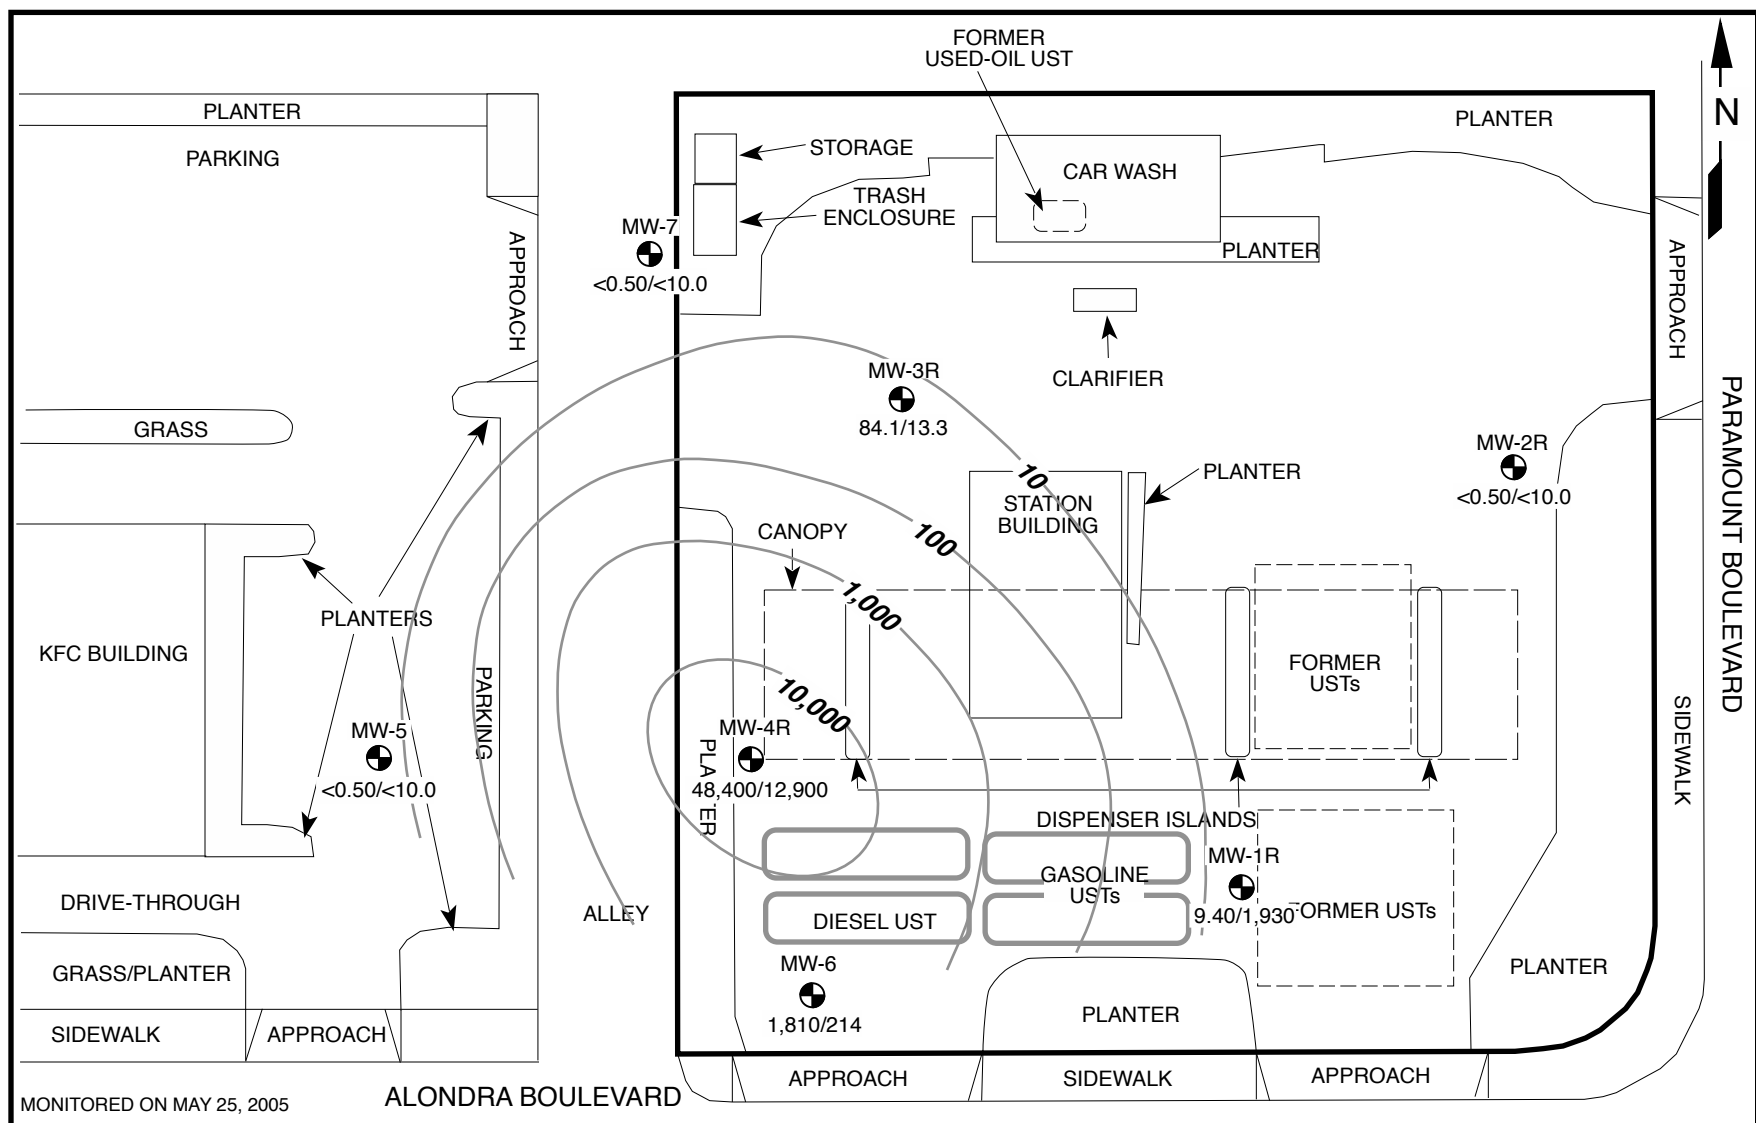 FORMER
USED-OIL UST
N
PLANTER
PLANTER
PARKING
STORAGE
CAR WASH
TRASH
ENCLOSURE
MW-7
<0.50/<10.0
APPROACH
PLANTER
APPROACH
CLARIFIER
MW-3R
84.1/13.3
GRASS
MW-2R
<0.50/<10.0
PARAMOUNT BOULEVARD
10
PLANTER
STATION
BUILDING
CANOPY
100
1,000
PLANTERS
KFC BUILDING
PARKING
FORMER
USTs
10,000
SIDEWALK
MW-5
<0.50/<10.0
MW-4R
48,400/12,900
PLA
ER
DISPENSER ISLANDS
MW-1R
9.40/1,930
GASOLINE
USTs
FORMER USTs
DRIVE-THROUGH
ALLEY
DIESEL UST
GRASS/PLANTER
MW-6
1,810/214
PLANTER
PLANTER
SIDEWALK
APPROACH
APPROACH
SIDEWALK
APPROACH
ALONDRA BOULEVARD
MONITORED ON MAY 25, 2005